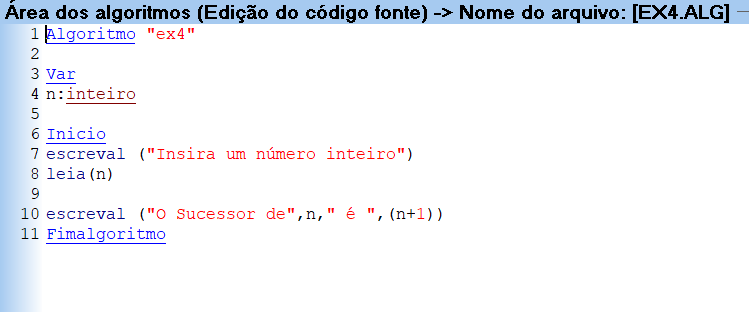 Área dos algoritmos (Edição do código fonte) -> Nome do arquivo: [EX4.ALG]
1 Algoritmo "ex4"
2
3 Var
4 n:inteiro
5
6 Inicio
7 escreval ("Insira um número inteiro")
8 leia(n)
9
10 escreval ("O Sucessor de",n," é ",(n+1))
11 Fimalgoritmo